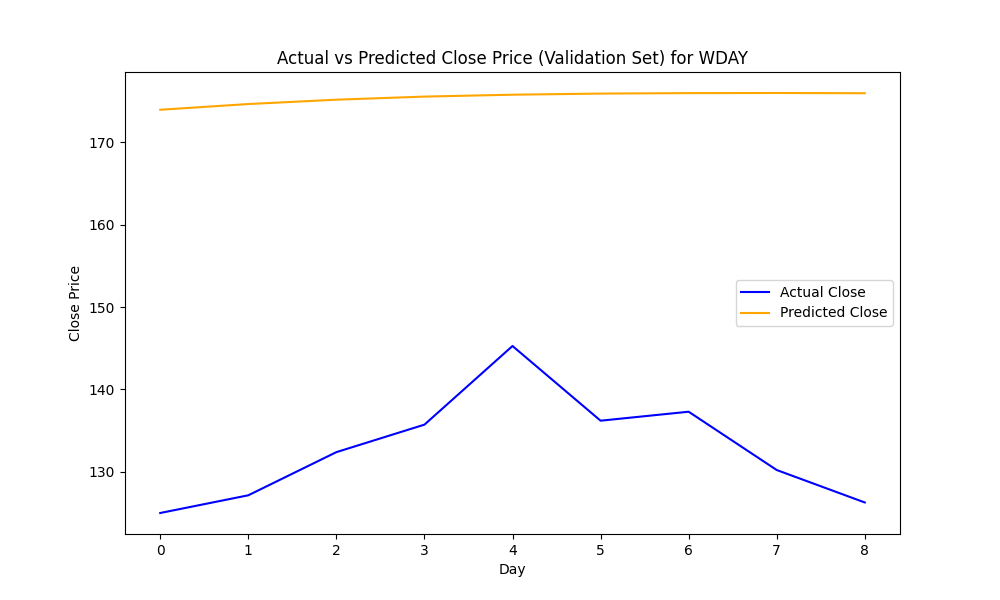 Actual vs Predicted Close Price (Validation Set) for WDAY
170
160
150
140
130
Close Price
Actual Close
Predicted Close
0 1 2 3 4 5 6 7 8
Day